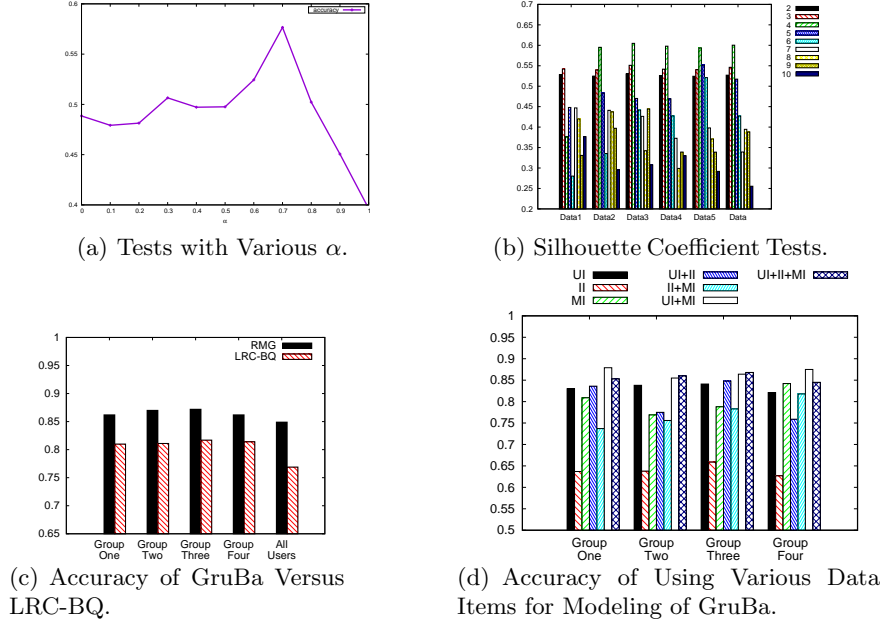 0.6
0.55
0.5
0.45
0.4
accuracy
0 0.1 0.2 0.3 0.4 0.5 0.6 0.7 0.8 0.9 1
α
(a) Tests with Various α.
0.7
0.65
0.6
0.55
0.5
0.45
0.4
0.35
0.3
0.25
0.2
2
3
4
5
6
7
8
9
10
Data1 Data2 Data3 Data4 Data5 Data
(b) Silhouette Coefficient Tests.
1
0.95
0.9
0.85
0.8
0.75
0.7
0.65
RMG
LRC-BQ
Group One
Group Two
Group Three
Group Four
All Users
(c) Accuracy of GruBa Versus
LRC-BQ.
UI
II
MI
UI+II
II+MI
UI+MI
UI+II+MI
1
0.95
0.9
0.85
0.8
0.75
0.7
0.65
0.6
0.55
0.5
Group One
Group Two
Group Three
Group Four
(d) Accuracy of Using Various Data
Items for Modeling of GruBa.